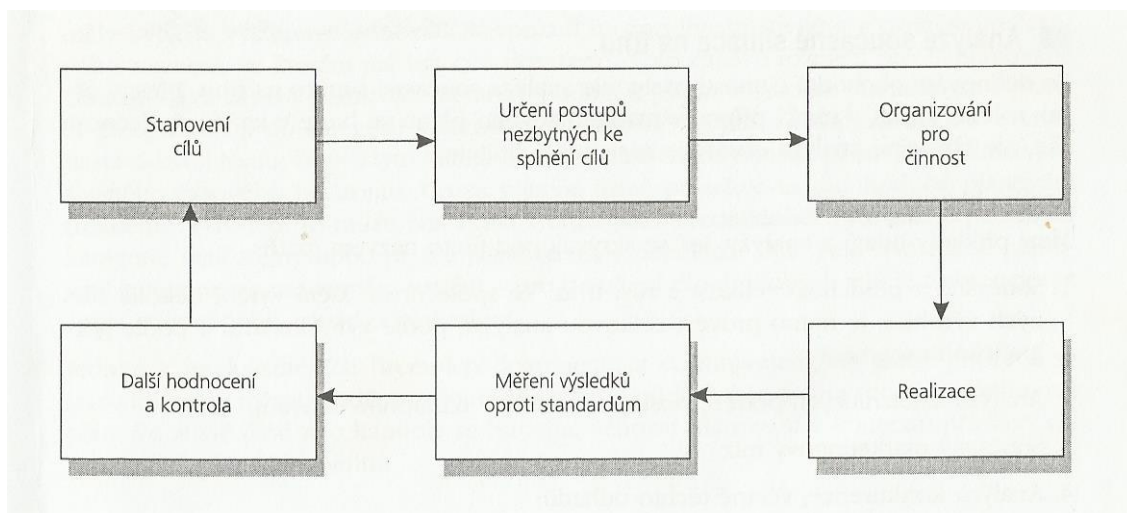 Stanovení
cílů
Určení postupů
nezbytných ke
splnění cílů
Organizování
pro
činnost
Realizace
Měření výsledků
oproti standardům
Další hodnocení
a kontrola